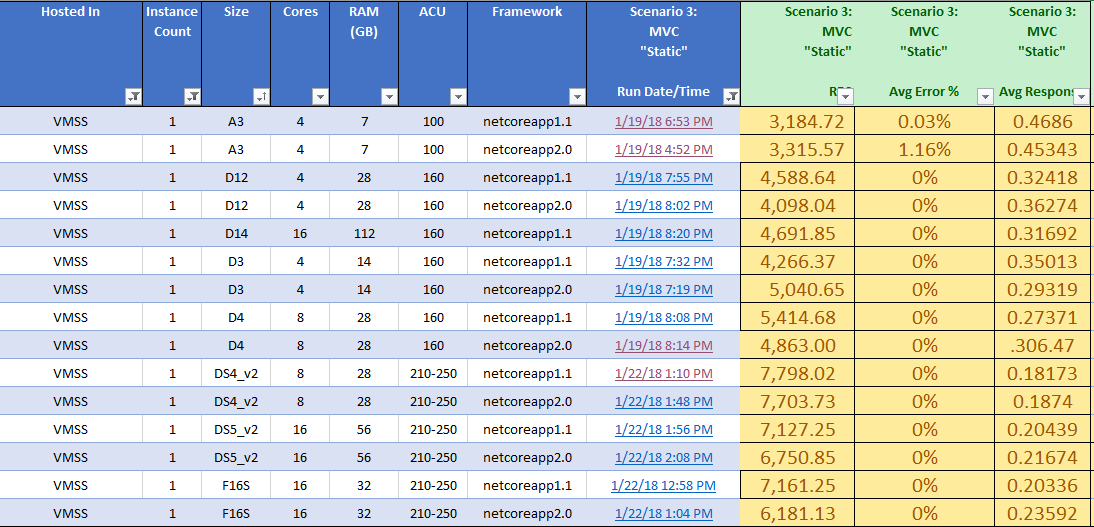 Hosted In Instance Size Cores RAM ACU Framework Scenario 3: Scenario 3: Scenario 3: Scenario 3:
Count (GB) MVC MVC MVC MVC
"Static" "Static" "Static" "Static"
Run Date/Time Avg Error % Avg Respons
VMSS 1 A3 4 7 100 netcoreapp1.1 1/19/18 6:53 PM 3,184.72 0.03% 0.4686
VMSS 1 A3 4 7 100 netcoreapp2.0 1/19/18 4:52 PM 3,315.57 1.16% 0.45343
VMSS 1 D12 4 28 160 netcoreapp1.1 1/19/18 7:55 PM 4,588.64 0% 0.32418
VMSS 1 D12 4 28 160 netcoreapp2.0 1/19/18 8:02 PM 4,098.04 0% 0.36274
VMSS 1 D14 16 112 160 netcoreapp1.1 1/19/18 8:20 PM 4,691.85 0% 0.31692
VMSS 1 D3 4 14 160 netcoreapp1.1 1/19/18 7:32 PM 4,266.37 0% 0.35013
VMSS 1 D3 4 14 160 netcoreapp2.0 1/19/18 7:19 PM 5,040.65 0% 0.29319
VMSS 1 D4 8 28 160 netcoreapp1.1 1/19/18 8:08 PM 5,414.68 0% 0.27371
VMSS 1 D4 8 28 160 netcoreapp2.0 1/19/18 8:14 PM 4,863.00 0% .306.47
VMSS 1 DS4_v2 8 28 210-250 netcoreapp1.1 1/22/18 1:10 PM 7,798.02 0% 0.18173
VMSS 1 DS4_v2 8 28 210-250 netcoreapp2.0 1/22/18 1:48 PM 7,703.73 0% 0.1874
VMSS 1 DS5_v2 16 56 210-250 netcoreapp1.1 1/22/18 1:56 PM 7,127.25 0% 0.20439
VMSS 1 DS5_v2 16 56 210-250 netcoreapp2.0 1/22/18 2:08 PM 6,750.85 0% 0.21674
VMSS 1 F16S 16 32 210-250 netcoreapp1.1 1/22/18 12:58 PM 7,161.25 0% 0.20336
VMSS 1 F16S 16 32 210-250 netcoreapp2.0 1/22/18 1:04 PM 6,181.13 0% 0.23592